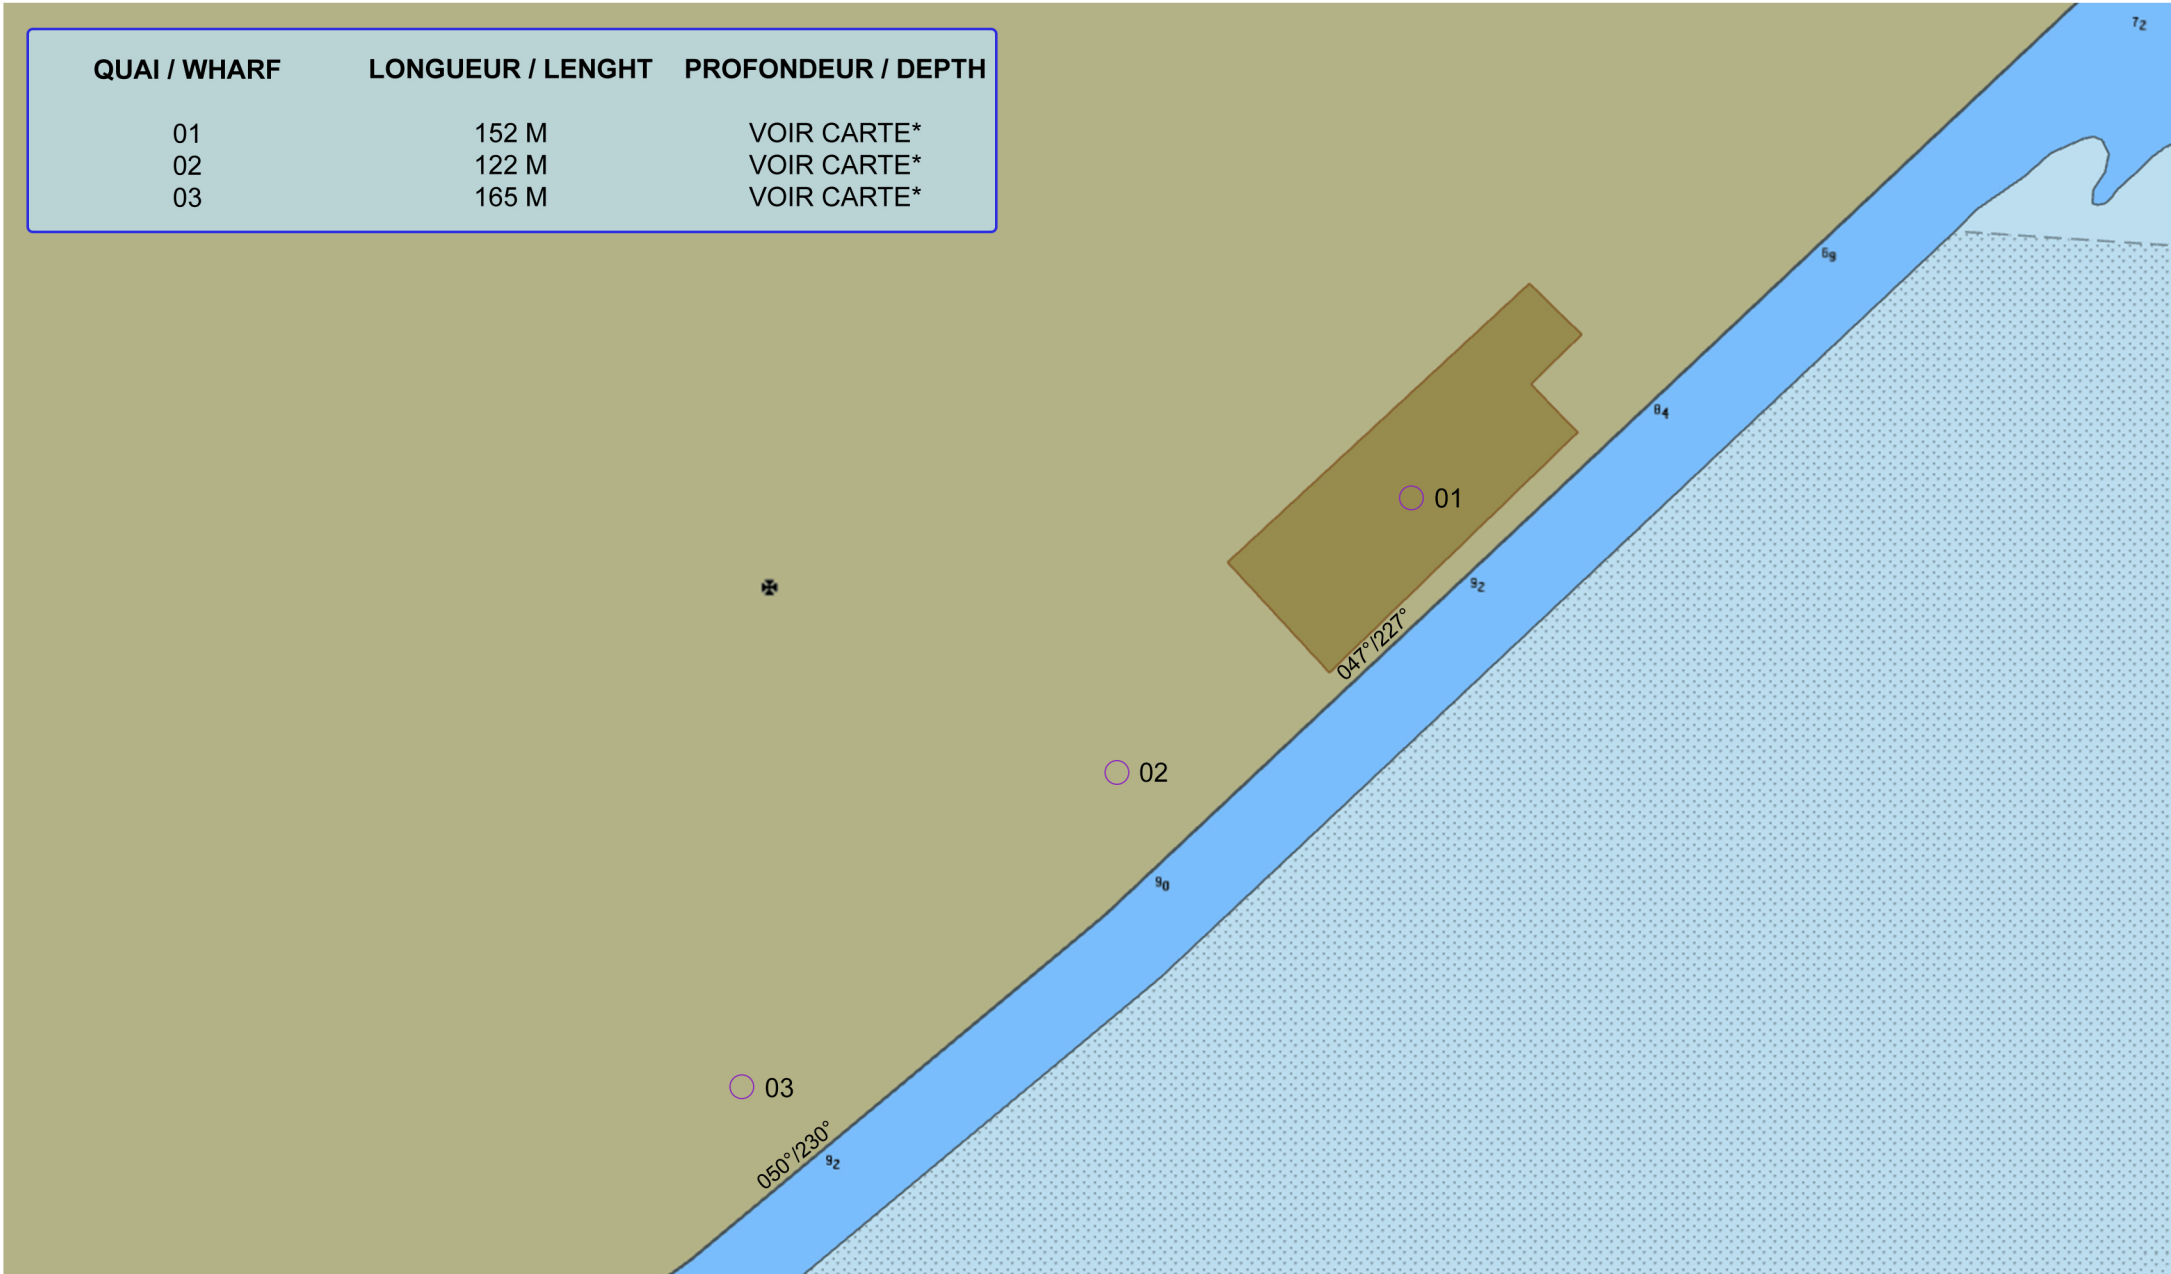 QUAI / WHARF LONGUEUR / LENGHT PROFONDEUR / DEPTH
01 152 M VOIR CARTE*
02 122 M VOIR CARTE*
03 165 M VOIR CARTE*
7₂
6₉
8₄
01
9₂
047°/227°
02
9₀
03
050°/230°
9₂